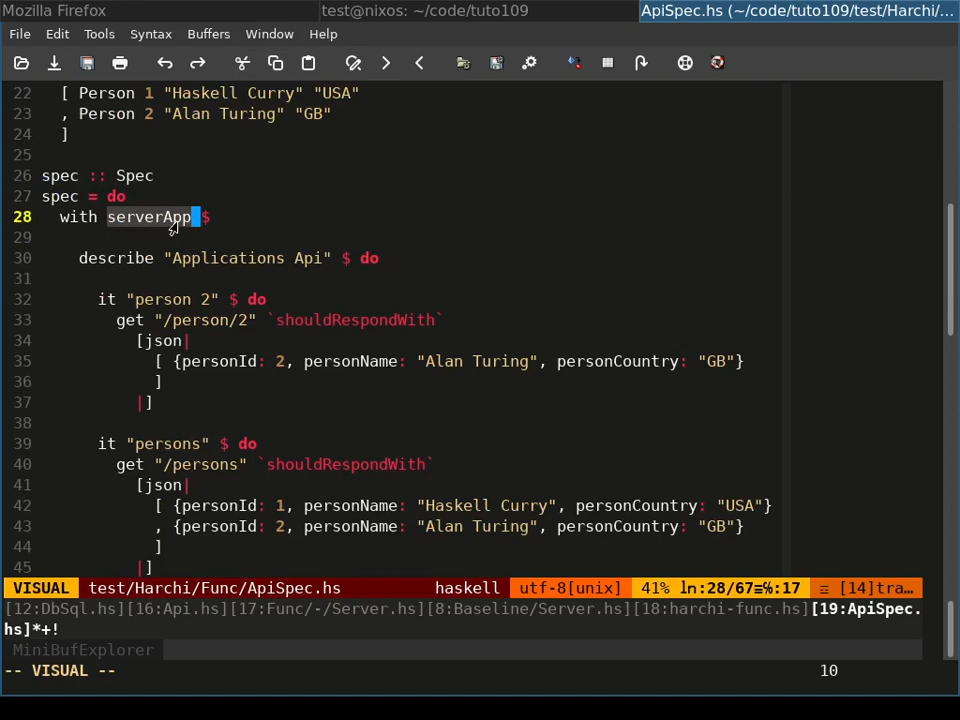 Mozilla Firefox test@nixos: ~/code/tuto109 ApiSpec.hs (~/code/tuto109/test/Harchi/...
File Edit Tools Syntax Buffers Window Help
22 [ Person 1 "Haskell Curry" "USA"
23 , Person 2 "Alan Turing" "GB"
24 ]
25
26 spec :: Spec
27 spec = do
28 with serverApp $
29
30 describe "Applications Api" $ do
31
32 it "person 2" $ do
33 get "/person/2" `shouldRespondWith`
34 [json|
35 [ {personId: 2, personName: "Alan Turing", personCountry: "GB"}
36 ]
37 |]
38
39 it "persons" $ do
40 get "/persons" `shouldRespondWith`
41 [json|
42 [ {personId: 1, personName: "Haskell Curry", personCountry: "USA"}
43 , {personId: 2, personName: "Alan Turing", personCountry: "GB"}
44 ]
45 |]
VISUAL test/Harchi/Func/ApiSpec.hs haskell utf-8[unix] 41% ln:28/67≡℅:17 ☲ [14]tra…
[12:DbSql.hs][16:Api.hs][17:Func/-/Server.hs][8:Baseline/Server.hs][18:harchi-func.hs][19:ApiSpec.
hs]*+!
MiniBufExplorer
-- VISUAL -- 10